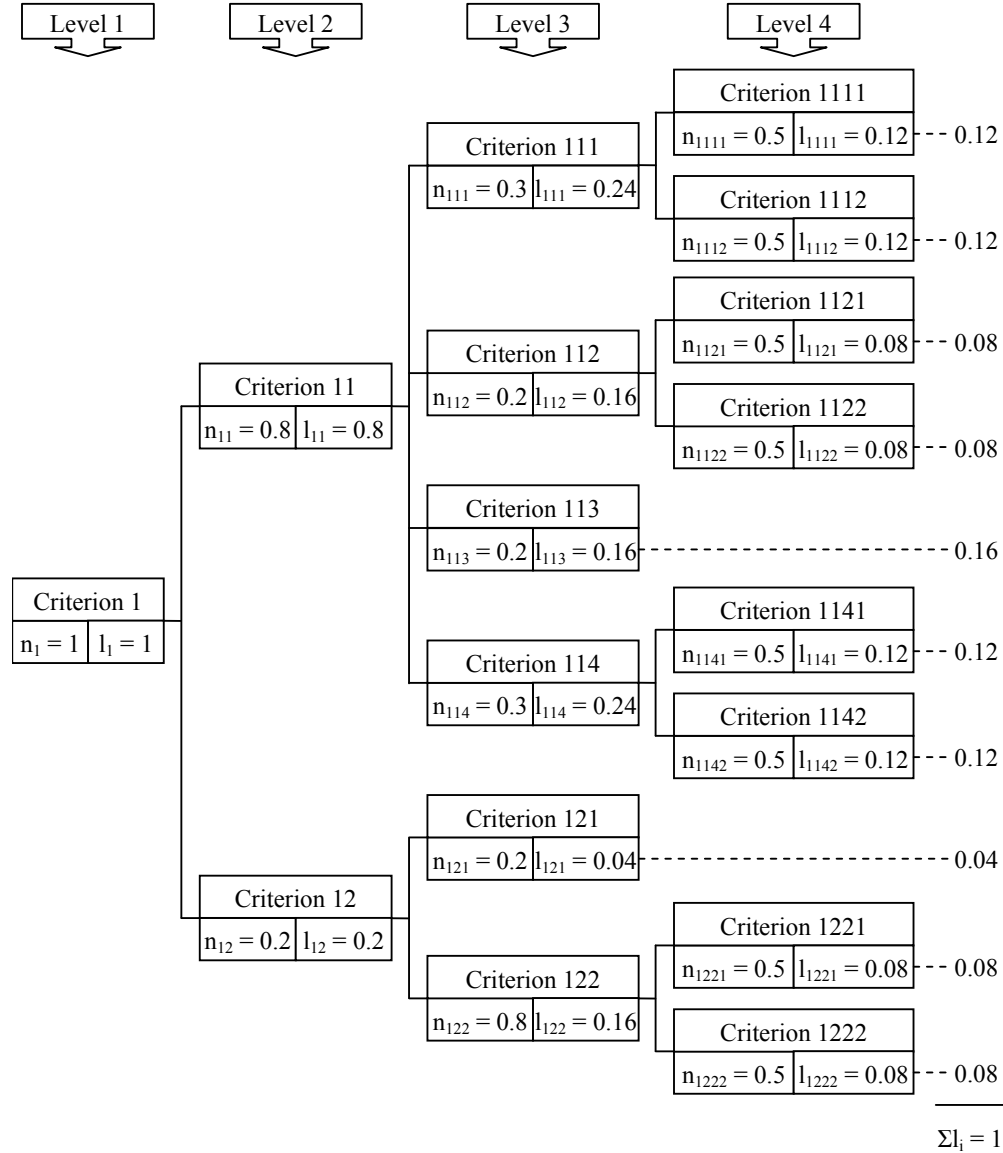 Level 1
Level 2
Level 3
Level 4
Criterion 1
n₁ = 1 l₁ = 1
Criterion 11
n₁₁ = 0.8 l₁₁ = 0.8
Criterion 111
n₁₁₁ = 0.3 l₁₁₁ = 0.24
Criterion 1111
n₁₁₁₁ = 0.5 l₁₁₁₁ = 0.12 0.12
Criterion 1112
n₁₁₁₂ = 0.5 l₁₁₁₂ = 0.12 0.12
Criterion 112
n₁₁₂ = 0.2 l₁₁₂ = 0.16
Criterion 1121
n₁₁₂₁ = 0.5 l₁₁₂₁ = 0.08 0.08
Criterion 1122
n₁₁₂₂ = 0.5 l₁₁₂₂ = 0.08 0.08
Criterion 113
n₁₁₃ = 0.2 l₁₁₃ = 0.16 0.16
Criterion 114
n₁₁₄ = 0.3 l₁₁₄ = 0.24
Criterion 1141
n₁₁₄₁ = 0.5 l₁₁₄₁ = 0.12 0.12
Criterion 1142
n₁₁₄₂ = 0.5 l₁₁₄₂ = 0.12 0.12
Criterion 12
n₁₂ = 0.2 l₁₂ = 0.2
Criterion 121
n₁₂₁ = 0.2 l₁₂₁ = 0.04 0.04
Criterion 122
n₁₂₂ = 0.8 l₁₂₂ = 0.16
Criterion 1221
n₁₂₂₁ = 0.5 l₁₂₂₁ = 0.08 0.08
Criterion 1222
n₁₂₂₂ = 0.5 l₁₂₂₂ = 0.08 0.08
Σlᵢ = 1